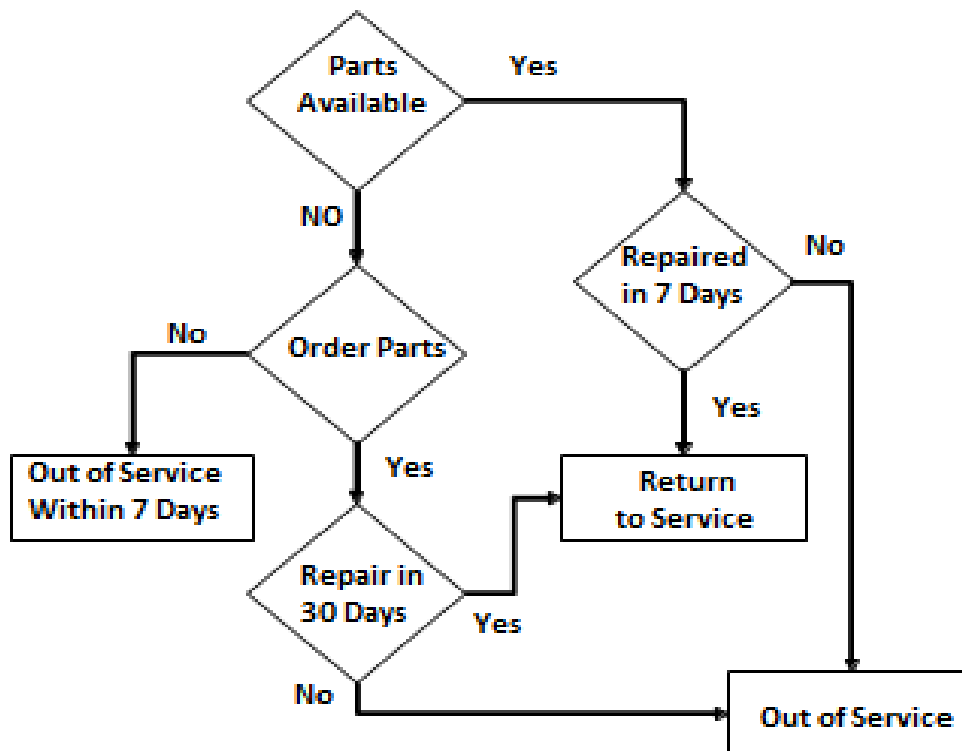 Parts
Available
Yes
NO
Repaired
in 7 Days
No
No
Order Parts
Yes
Out of Service
Within 7 Days
Yes
Return
to Service
Repair in
30 Days
Yes
No
Out of Service